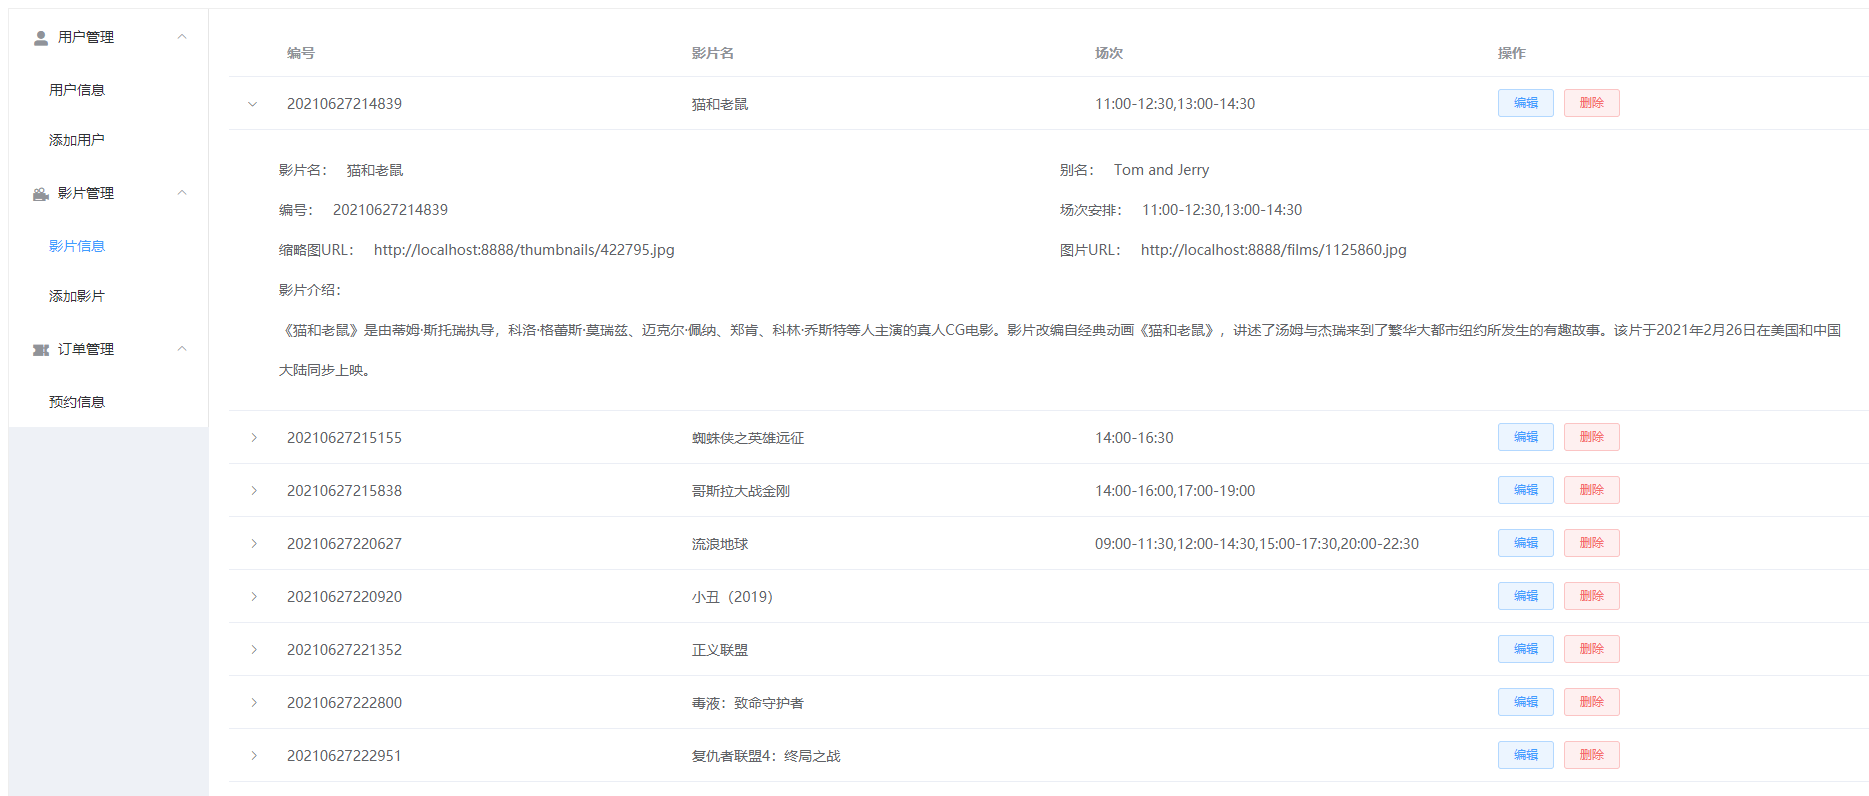 用户管理
用户信息
添加用户
影片管理
影片信息
添加影片
订单管理
预约信息
编号 影片名 场次 操作
20210627214839 猫和老鼠 11:00-12:30,13:00-14:30 编辑 删除
影片名： 猫和老鼠 别名： Tom and Jerry
编号： 20210627214839 场次安排： 11:00-12:30,13:00-14:30
缩略图URL： http://localhost:8888/thumbnails/422795.jpg 图片URL： http://localhost:8888/films/1125860.jpg
影片介绍：
《猫和老鼠》是由蒂姆·斯托瑞执导，科洛·格蕾斯·莫瑞兹、迈克尔·佩纳、郑肯、科林·乔斯特等人主演的真人CG电影。影片改编自经典动画《猫和老鼠》，讲述了汤姆与杰瑞来到了繁华大都市纽约所发生的有趣故事。该片于2021年2月26日在美国和中国
大陆同步上映。
20210627215155 蜘蛛侠之英雄远征 14:00-16:30 编辑 删除
20210627215838 哥斯拉大战金刚 14:00-16:00,17:00-19:00 编辑 删除
20210627220627 流浪地球 09:00-11:30,12:00-14:30,15:00-17:30,20:00-22:30 编辑 删除
20210627220920 小丑（2019） 编辑 删除
20210627221352 正义联盟 编辑 删除
20210627222800 毒液：致命守护者 编辑 删除
20210627222951 复仇者联盟4：终局之战 编辑 删除